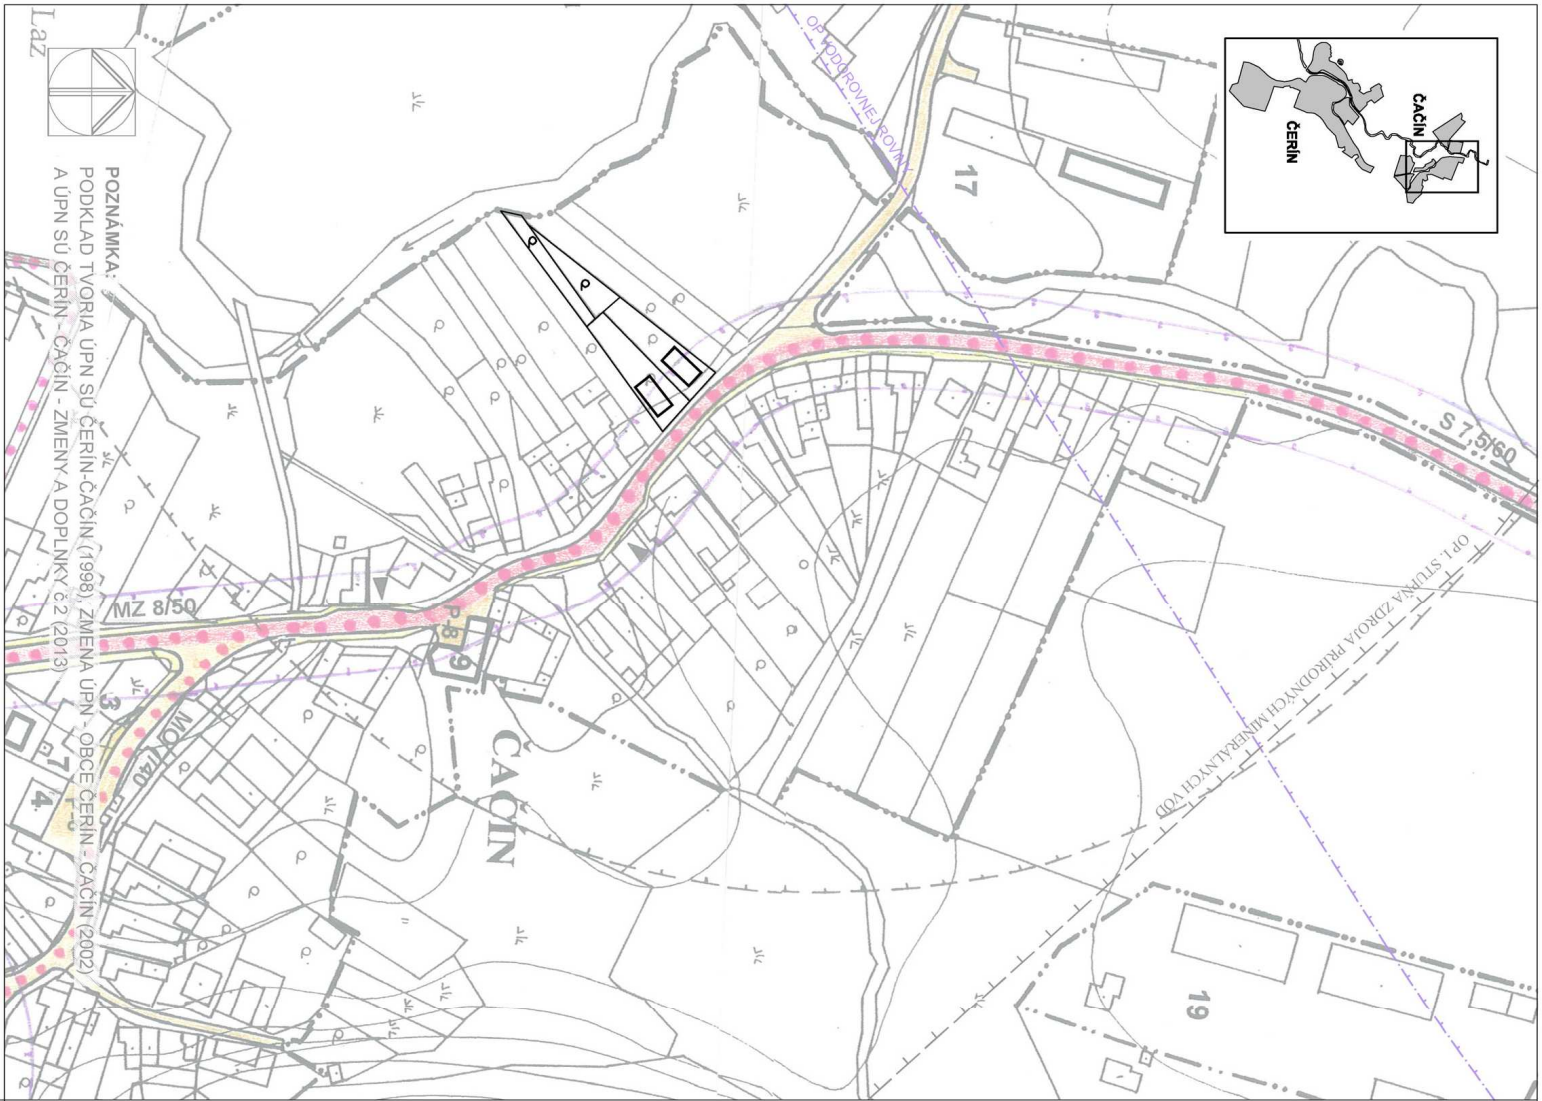 Laz
POZNÁMKA:
PODKLAD TVORIA ÚPN SÚ ČERÍN-ČAČÍN (1998), ZMENA ÚPN - OBCE ČERÍN - ČAČÍN (2002)
A ÚPN SÚ ČERÍN - ČAČÍN - ZMENY A DOPLNKY č.2 (2013)
ČAČÍN
ČERÍN
OP VODOROVNEJ ROVINY
17
S 7,5/60
OP I. STUPŇA ZDROJA PRÍRODNÝCH MINERÁLNYCH VÔD
MZ 8/50
P 8
9
ČAČÍN
3
7
4
19